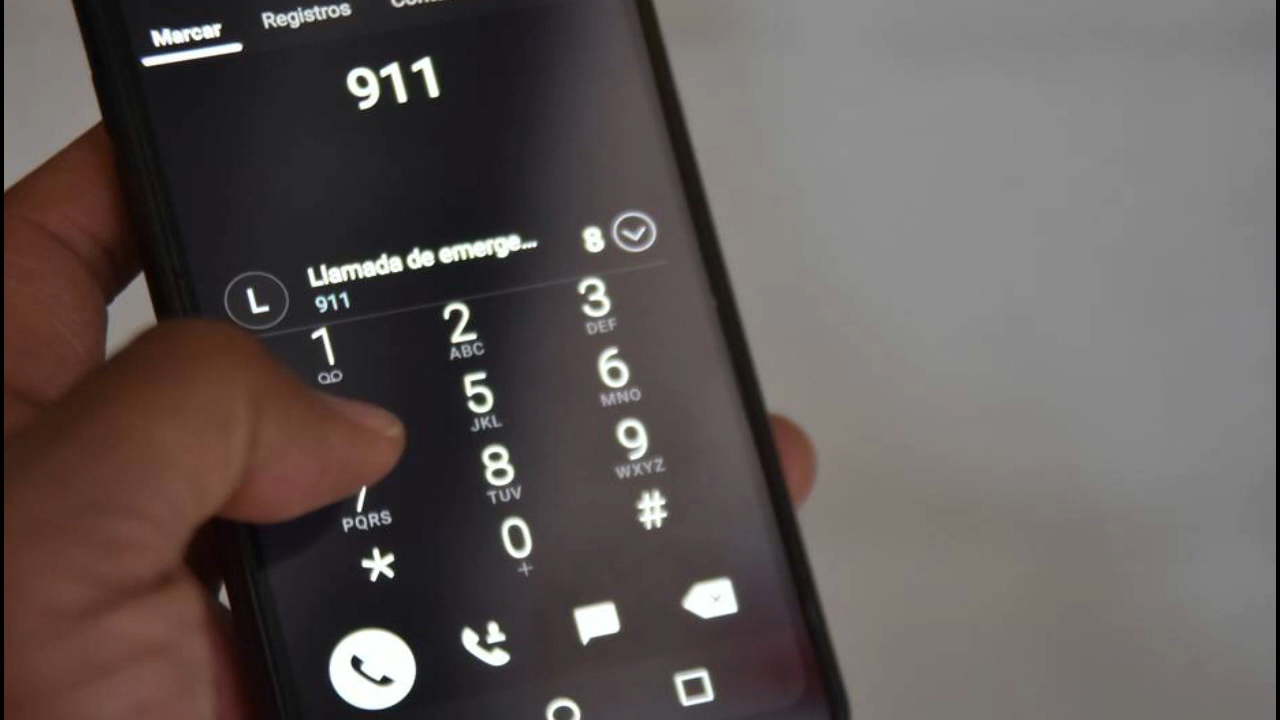 Marcar Registros
911
Llamada de emerge... 8
L
911
1 2 3
ABC DEF
5 6
JKL MNO
8 9
PQRS TUV WXYZ
* 0 #
+